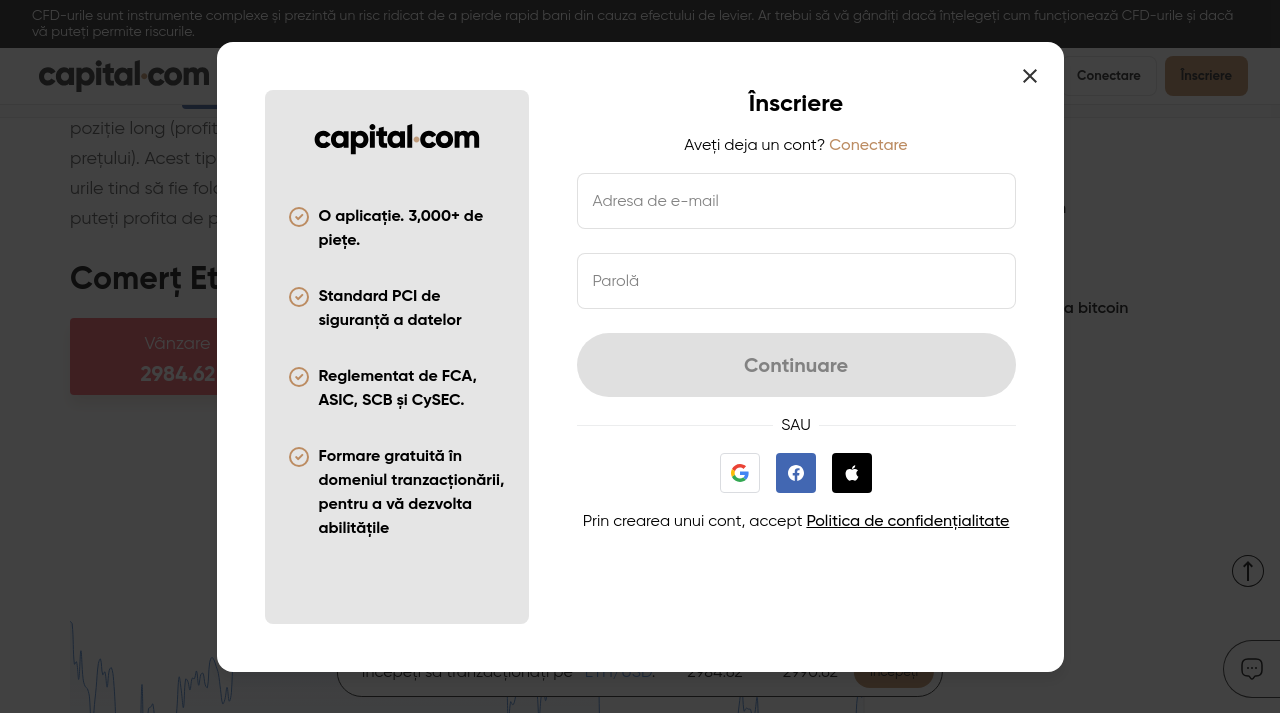 CFD-urile sunt instrumente complexe și prezintă un risc ridicat de a pierde rapid bani din cauza efectului de levier. Ar trebui să vă gândiți dacă înțelegeți cum funcționează CFD-urile și dacă
vă puteți permite riscurile.
capital.com
Conectare
Înscriere
poziție long (profit
prețului). Acest tip
urile tind să fie folo
puteți profita de p
Comerț Et
Vânzare
2984.62
a bitcoin
capital.com
O aplicație. 3,000+ de
piețe.
Standard PCI de
siguranță a datelor
Reglementat de FCA,
ASIC, SCB și CySEC.
Formare gratuită în
domeniul tranzacționării,
pentru a vă dezvolta
abilitățile
Înscriere
Aveți deja un cont? Conectare
Adresa de e-mail
Parolă
Continuare
SAU
Prin crearea unui cont, accept Politica de confidențialitate
Începeți să tranzacționați pe ETH/USD. 2984.62 2990.62 Începeți